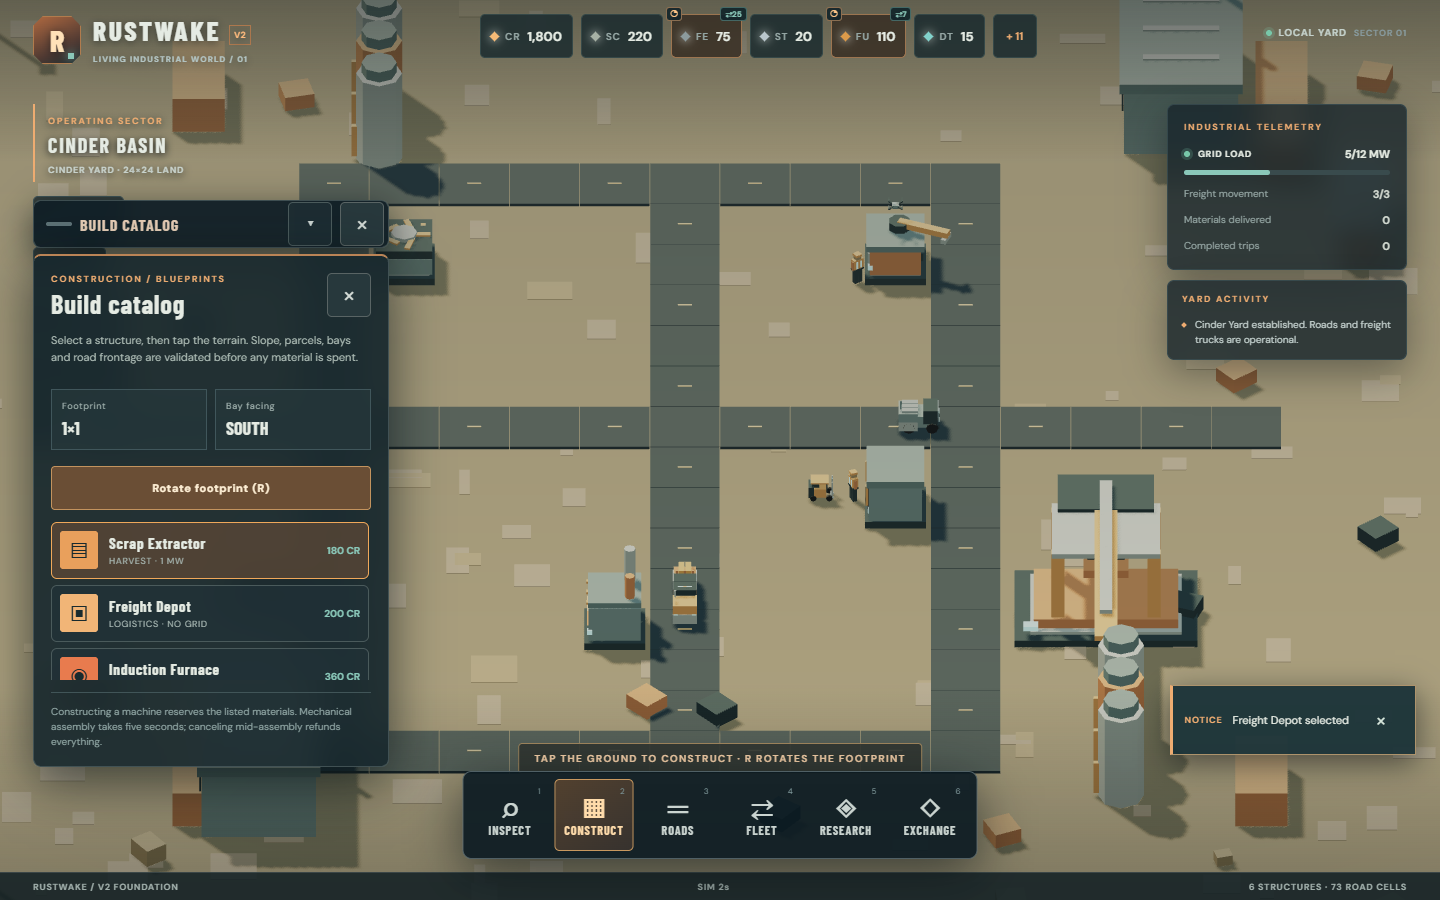 R
RUSTWAKE V2
LIVING INDUSTRIAL WORLD / 01
CR 1,800
SC 220
FE 75
⇄25
ST 20
FU 110
⇄7
DT 15
+11
LOCAL YARD SECTOR 01
OPERATING SECTOR
CINDER BASIN
CINDER YARD · 24×24 LAND
BUILD CATALOG
▼ ✕
CONSTRUCTION / BLUEPRINTS
Build catalog
✕
Select a structure, then tap the terrain. Slope, parcels, bays
and road frontage are validated before any material is spent.
Footprint
1×1
Bay facing
SOUTH
Rotate footprint (R)
Scrap Extractor
HARVEST · 1 MW
180 CR
Freight Depot
LOGISTICS · NO GRID
200 CR
Induction Furnace
360 CR
Constructing a machine reserves the listed materials. Mechanical
assembly takes five seconds; canceling mid-assembly refunds
everything.
INDUSTRIAL TELEMETRY
GRID LOAD 5/12 MW
Freight movement 3/3
Materials delivered 0
Completed trips 0
YARD ACTIVITY
Cinder Yard established. Roads and freight
trucks are operational.
NOTICE Freight Depot selected ✕
TAP THE GROUND TO CONSTRUCT · R ROTATES THE FOOTPRINT
1
INSPECT
2
CONSTRUCT
3
ROADS
4
FLEET
5
RESEARCH
6
EXCHANGE
RUSTWAKE / V2 FOUNDATION
SIM 2s
6 STRUCTURES · 73 ROAD CELLS